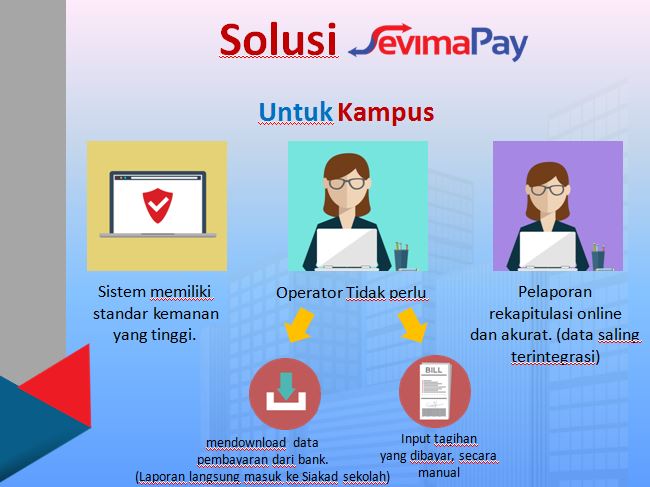 Solusi SevimaPay
Untuk Kampus
Sistem memiliki
standar kemanan
yang tinggi.
Operator Tidak perlu
Pelaporan
rekapitulasi online
dan akurat. (data saling
terintegrasi)
mendownload data
pembayaran dari bank.
(Laporan langsung masuk ke Siakad sekolah)
BILL
Input tagihan
yang dibayar, secara
manual